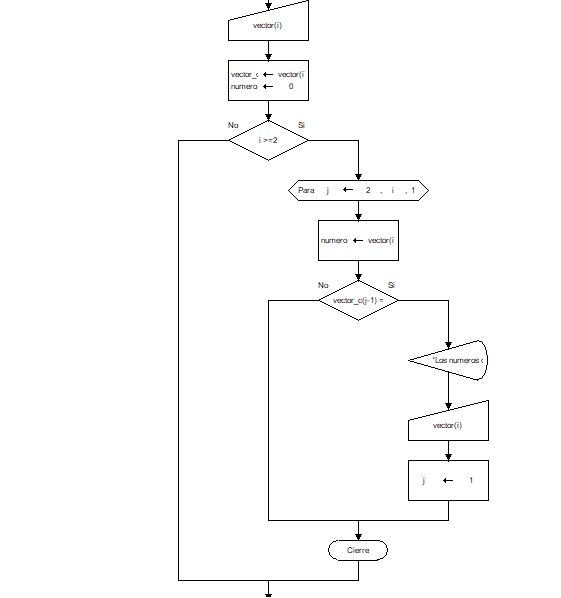 vector(i)
vector_c ← vector(i
numero ← 0
No Si
i >=2
Para j ← 2 , i , 1
numero ← vector(i
No Si
vector_c(j-1) =
"Los numeros
vector(i)
j ← 1
Cierre